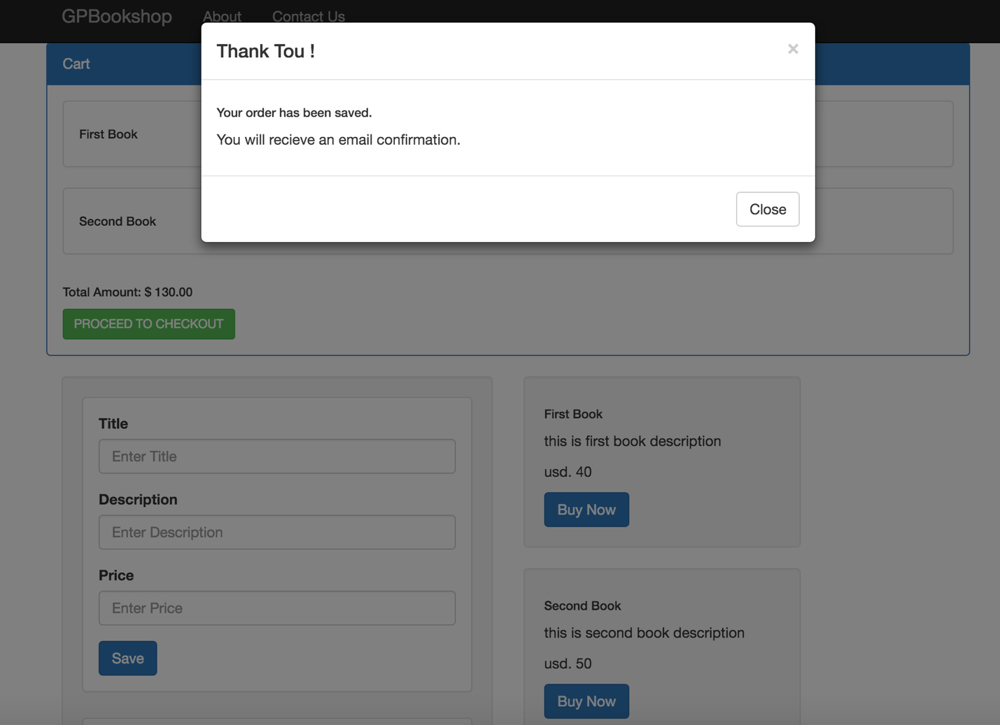 GPBookshop About Contact Us
Thank Tou !
×
Cart
Your order has been saved.
You will recieve an email confirmation.
Close
First Book
Second Book
Total Amount: $ 130.00
PROCEED TO CHECKOUT
Title
Enter Title
Description
Enter Description
Price
Enter Price
Save
First Book
this is first book description
usd. 40
Buy Now
Second Book
this is second book description
usd. 50
Buy Now